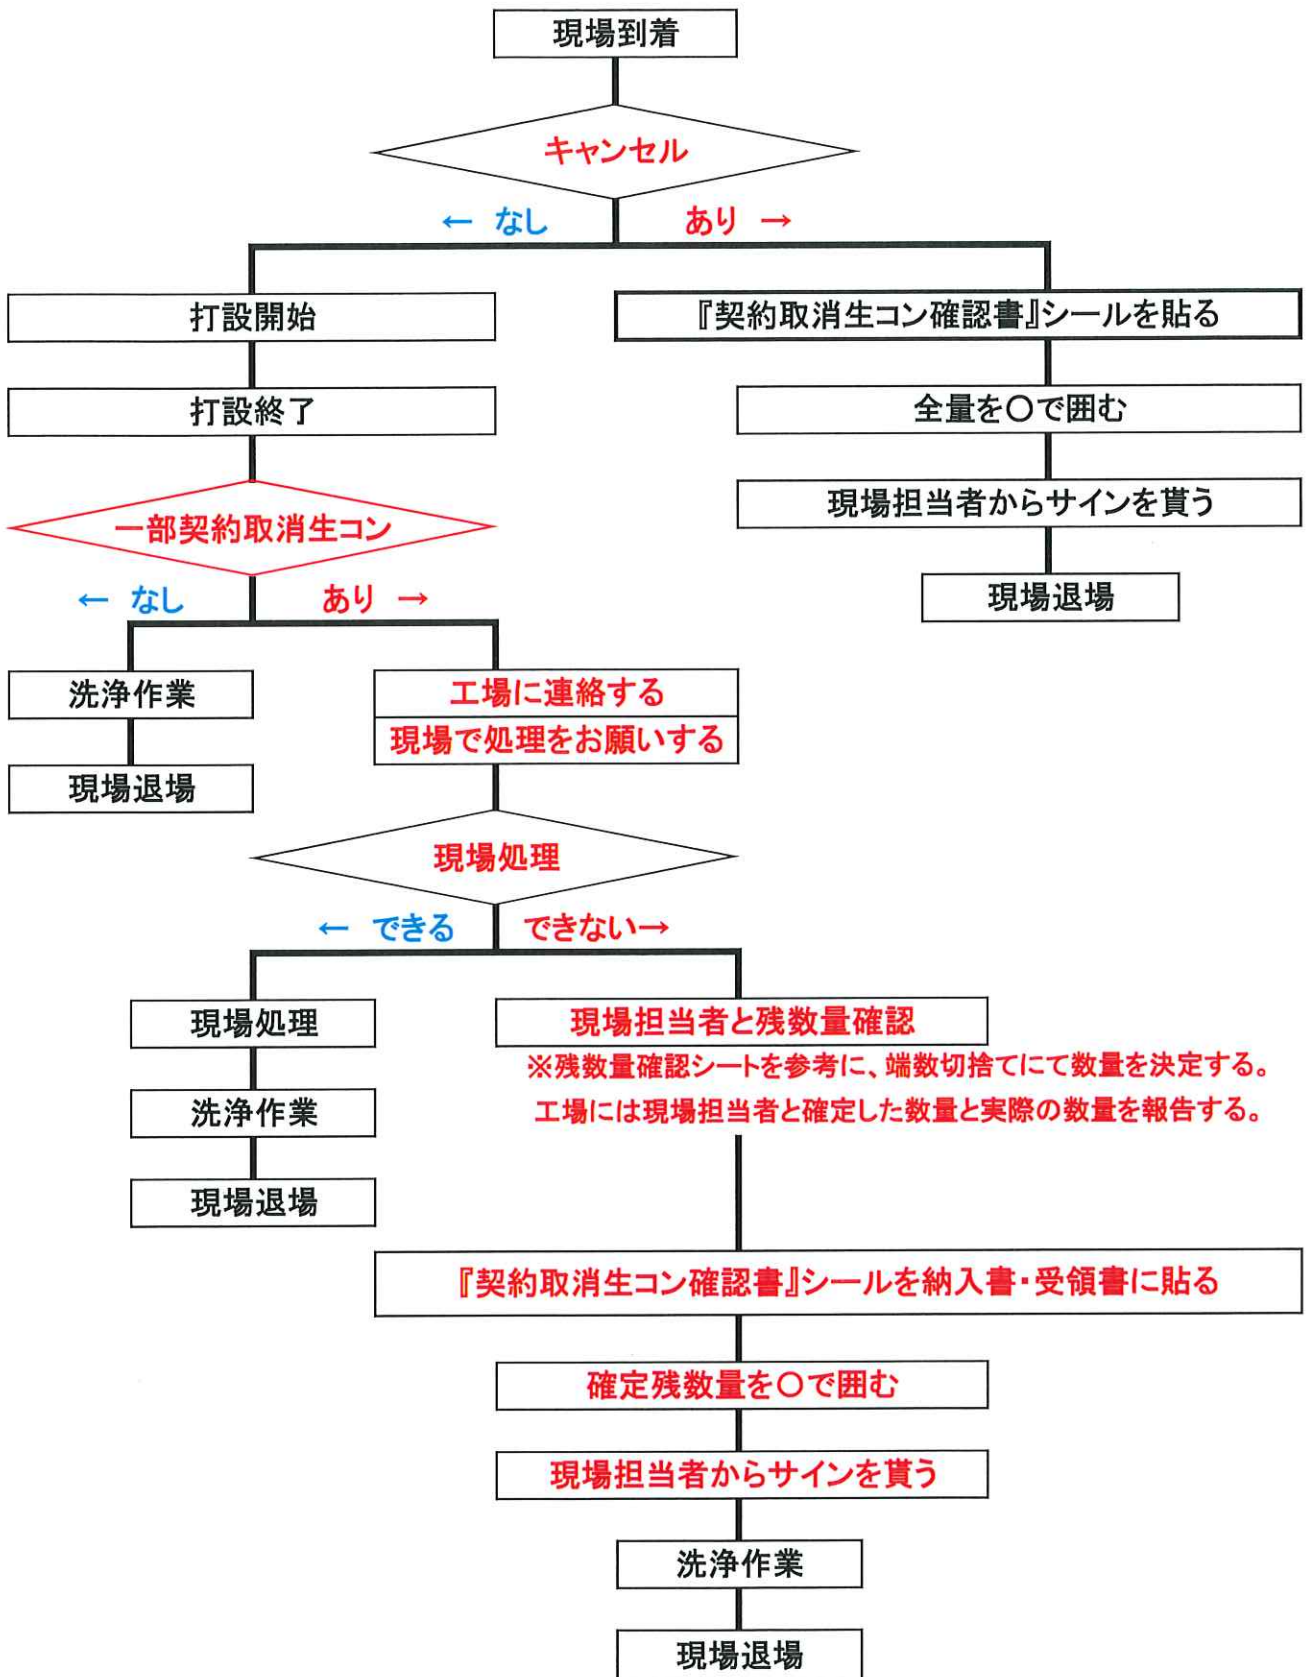 現場到着
キャンセル
← なし
あり →
打設開始
『契約取消生コン確認書』シールを貼る
打設終了
全量を〇で囲む
一部契約取消生コン
現場担当者からサインを貰う
← なし
あり →
現場退場
洗浄作業
工場に連絡する
現場で処理をお願いする
現場退場
現場処理
← できる
できない→
現場処理
現場担当者と残数量確認
※残数量確認シートを参考に、端数切捨てにて数量を決定する。
洗浄作業
工場には現場担当者と確定した数量と実際の数量を報告する。
現場退場
『契約取消生コン確認書』シールを納入書・受領書に貼る
確定残数量を〇で囲む
現場担当者からサインを貰う
洗浄作業
現場退場